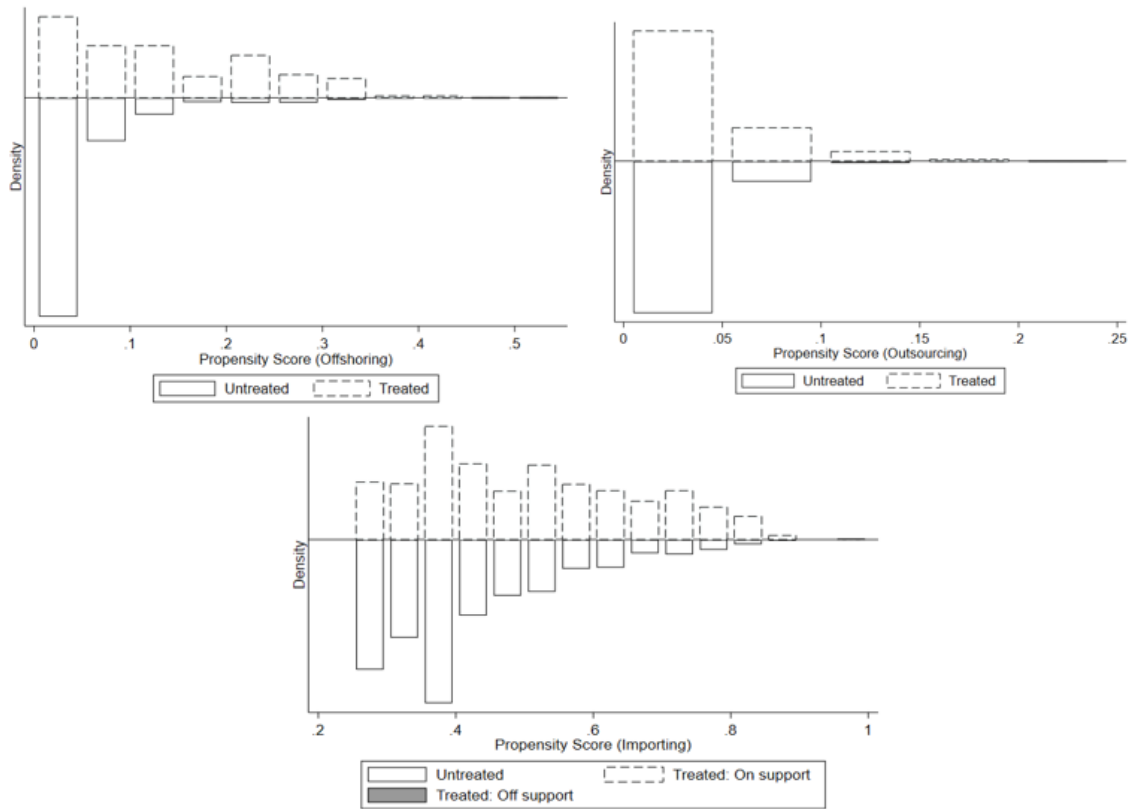 Density
0 .1 .2 .3 .4 .5
Propensity Score (Offshoring)
Untreated Treated
Density
0 .05 .1 .15 .2 .25
Propensity Score (Outsourcing)
Untreated Treated
Density
.2 .4 .6 .8 1
Propensity Score (Importing)
Untreated Treated: On support
Treated: Off support